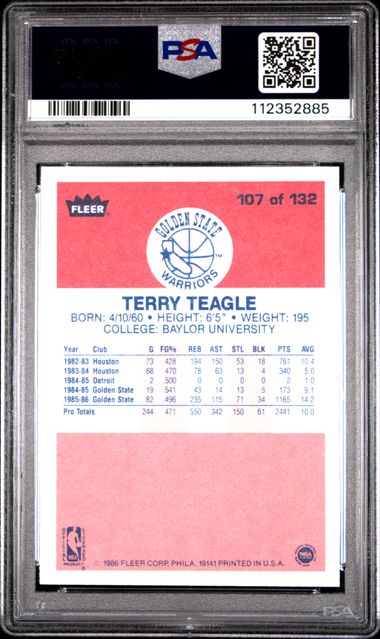 PSA
112352885
FLEER
107 of 132
GOLDEN STATE
WARRIORS
TM
TERRY TEAGLE
BORN: 4/10/60 • HEIGHT: 6'5" • WEIGHT: 195
COLLEGE: BAYLOR UNIVERSITY
Year Club G FG% REB AST STL BLK PTS AVG
1982-83 Houston 73 .428 194 150 53 18 761 10.4
1983-84 Houston 68 .470 78 63 13 4 340 5.0
1984-85 Detroit 2 .500 0 0 0 0 2 1.0
1984-85 Golden State 19 .541 43 14 13 5 173 9.1
1985-86 Golden State 82 .496 235 115 71 34 1165 14.2
Pro Totals 244 .471 550 342 150 61 2441 10.0
NBA
PRODUCT
© 1986 FLEER CORP., PHILA. 19141 PRINTED IN U.S.A.
PSA